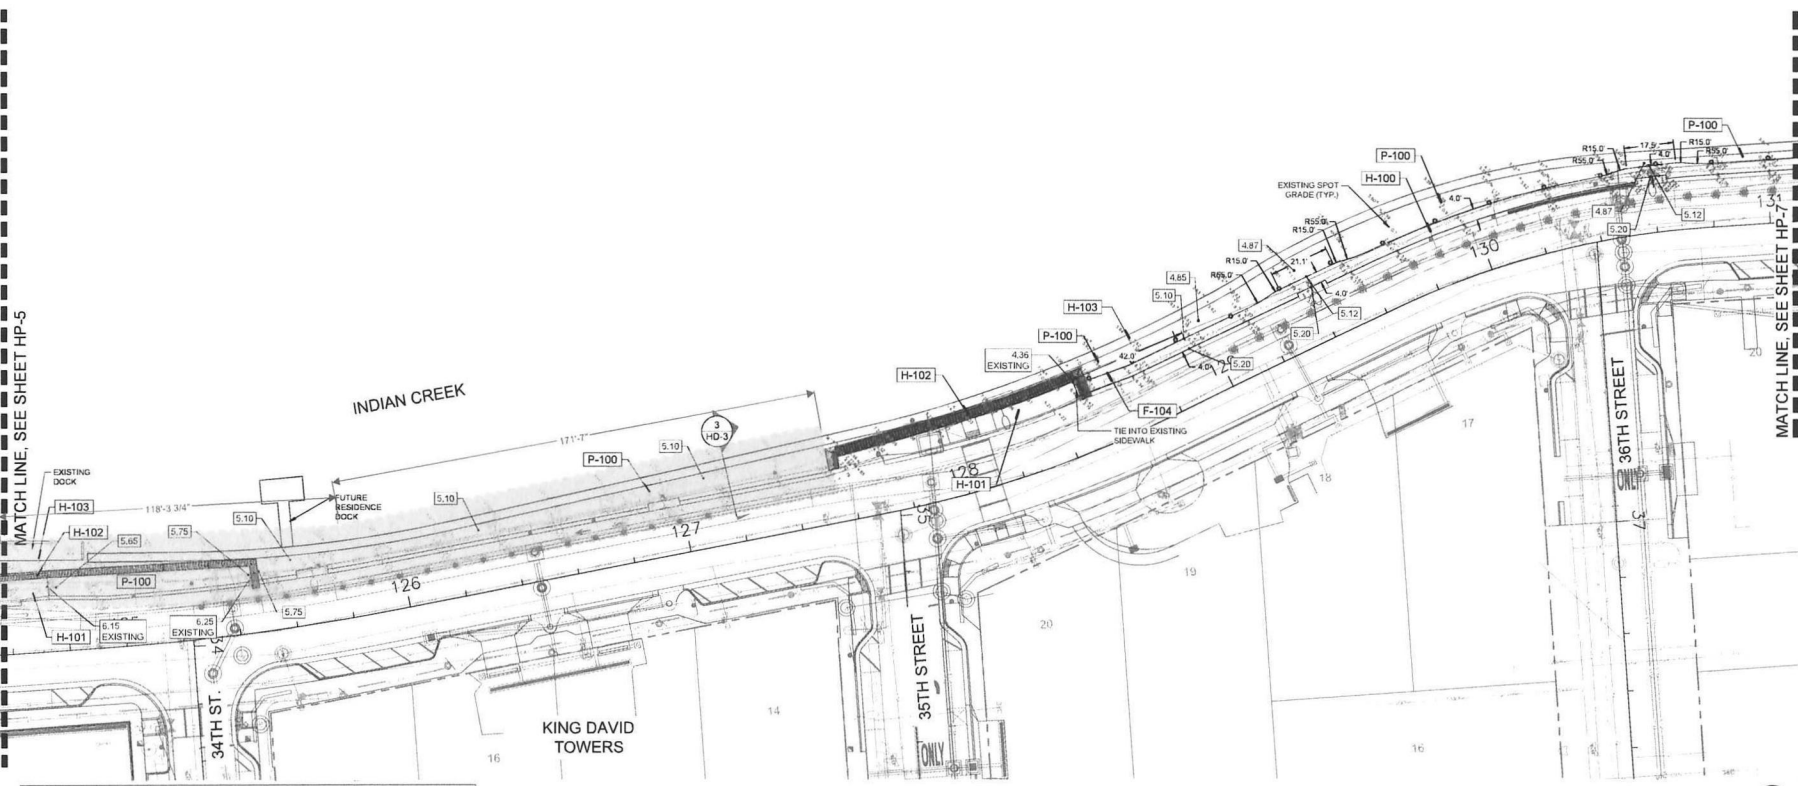 MATCH LINE, SEE SHEET HP-5
EXISTING
DOCK
H-103
H-102
5.65
P-100
H-101
6.15
EXISTING
118'-3 3/4"
5.75
5.10
6.25
EXISTING
5.75
FUTURE
RESIDENCE
DOCK
INDIAN CREEK
171'-7"
5.10
3
HD-3
P-100
5.10
126
127
128
34TH ST.
KING DAVID
TOWERS
16
14
35
35TH STREET
ONLY
H-102
4.36
EXISTING
P-100
H-103
42.0'
F-104
TIE INTO EXISTING
SIDEWALK
H-101
5.10
4.85
4.0'
5.20
4.87
R15.0'
21.1'
R15.0'
R55.0'
4.0'
5.12
5.20
EXISTING SPOT
GRADE (TYP.)
H-100
P-100
4.0'
130
R15.0'
R55.0'
17.5'
4.0'
R15.0'
R55.0'
P-100
4.87
5.20
5.12
131
20
19
18
17
16
20
36TH STREET
ONLY
37
MATCH LINE, SEE SHEET HP-7